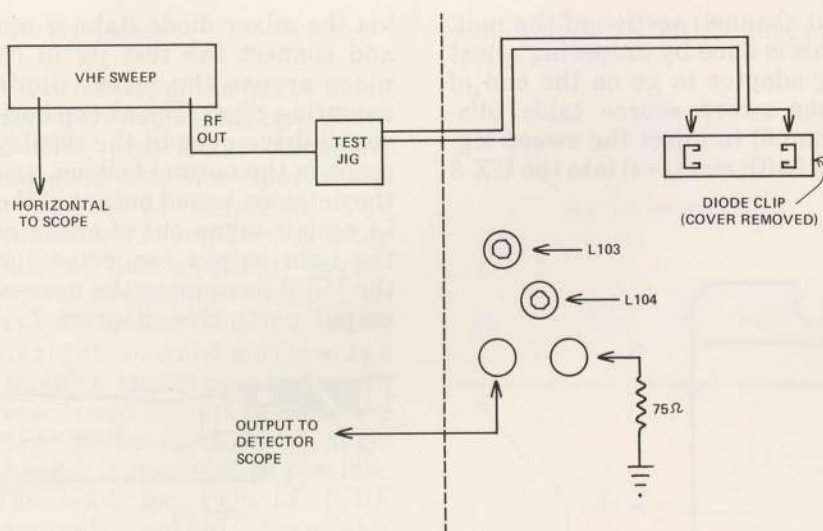 VHF SWEEP
RF
OUT
TEST
JIG
HORIZONTAL
TO SCOPE
DIODE CLIP
(COVER REMOVED)
L103
L104
75Ω
OUTPUT TO
DETECTOR
SCOPE